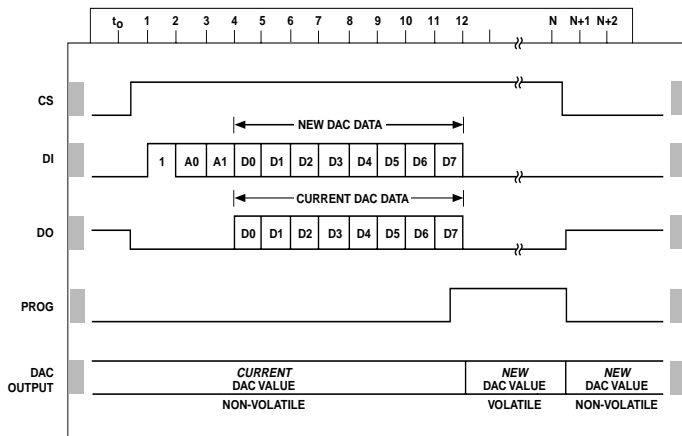 to 1 2 3 4 5 6 7 8 9 10 11 12 N N+1 N+2
CS
NEW DAC DATA
DI 1 A0 A1 D0 D1 D2 D3 D4 D5 D6 D7
CURRENT DAC DATA
DO D0 D1 D2 D3 D4 D5 D6 D7
PROG
DAC OUTPUT
CURRENT DAC VALUE
NON-VOLATILE
NEW DAC VALUE
VOLATILE
NEW DAC VALUE
NON-VOLATILE